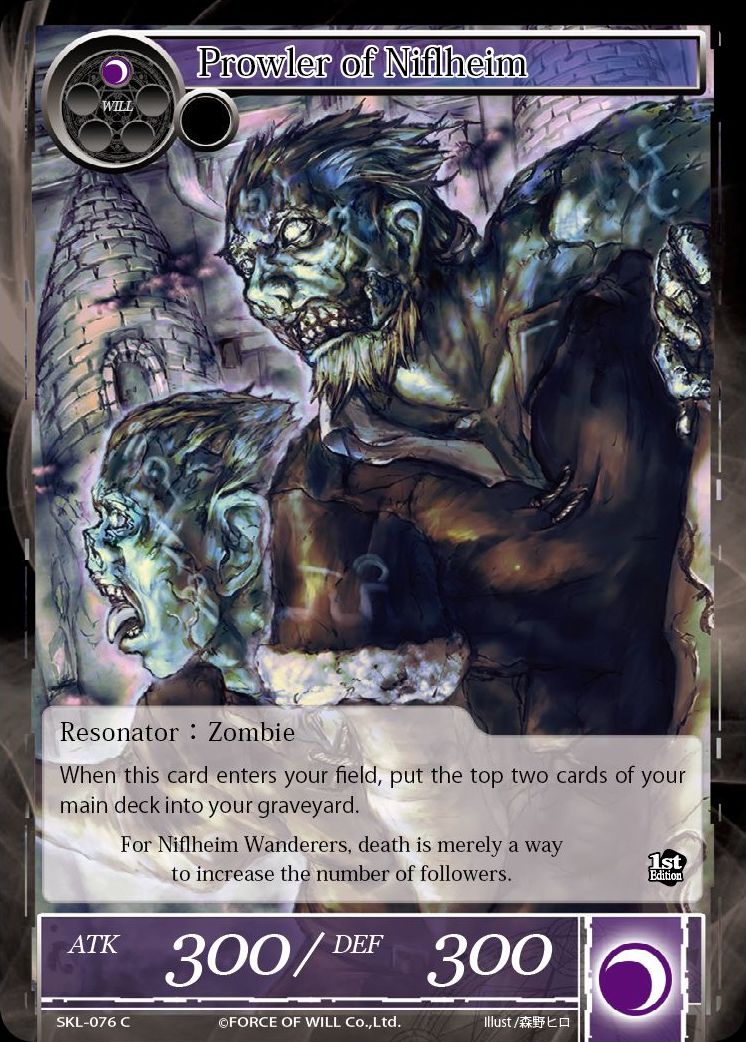 Prowler of Niflheim
WILL
Resonator : Zombie
When this card enters your field, put the top two cards of your
main deck into your graveyard.
For Niflheim Wanderers, death is merely a way
to increase the number of followers.
1st
Edition
ATK 300/ DEF 300
SKL-076 C ©FORCE OF WILL Co.,Ltd. Illust/森野ヒロ